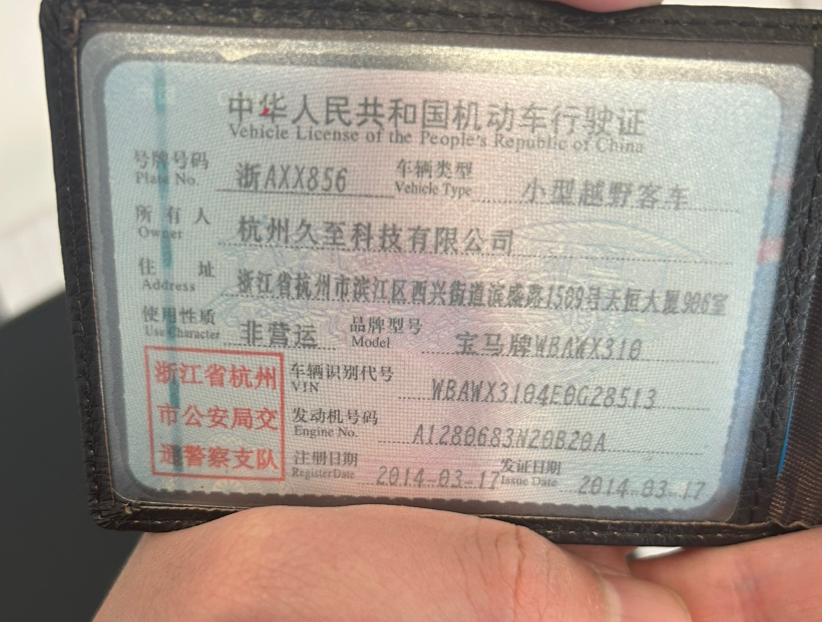 中华人民共和国机动车行驶证
Vehicle License of the People's Republic of China
号牌号码 浙AXX856 车辆类型 小型越野客车
Plate No. Vehicle Type
所有人 杭州久至科技有限公司
Owner
住址 浙江省杭州市滨江区西兴街道滨盛路1509号天恒大厦906室
Address
使用性质 非营运 品牌型号 宝马牌WBAWX310
Use Character Model
浙江省杭州
市公安局交
通警察支队
车辆识别代号 WBAWX3104E0G28513
VIN
发动机号码 A1280683N20B20A
Engine No.
注册日期 2014-03-17 发证日期 2014-03-17
Register Date Issue Date